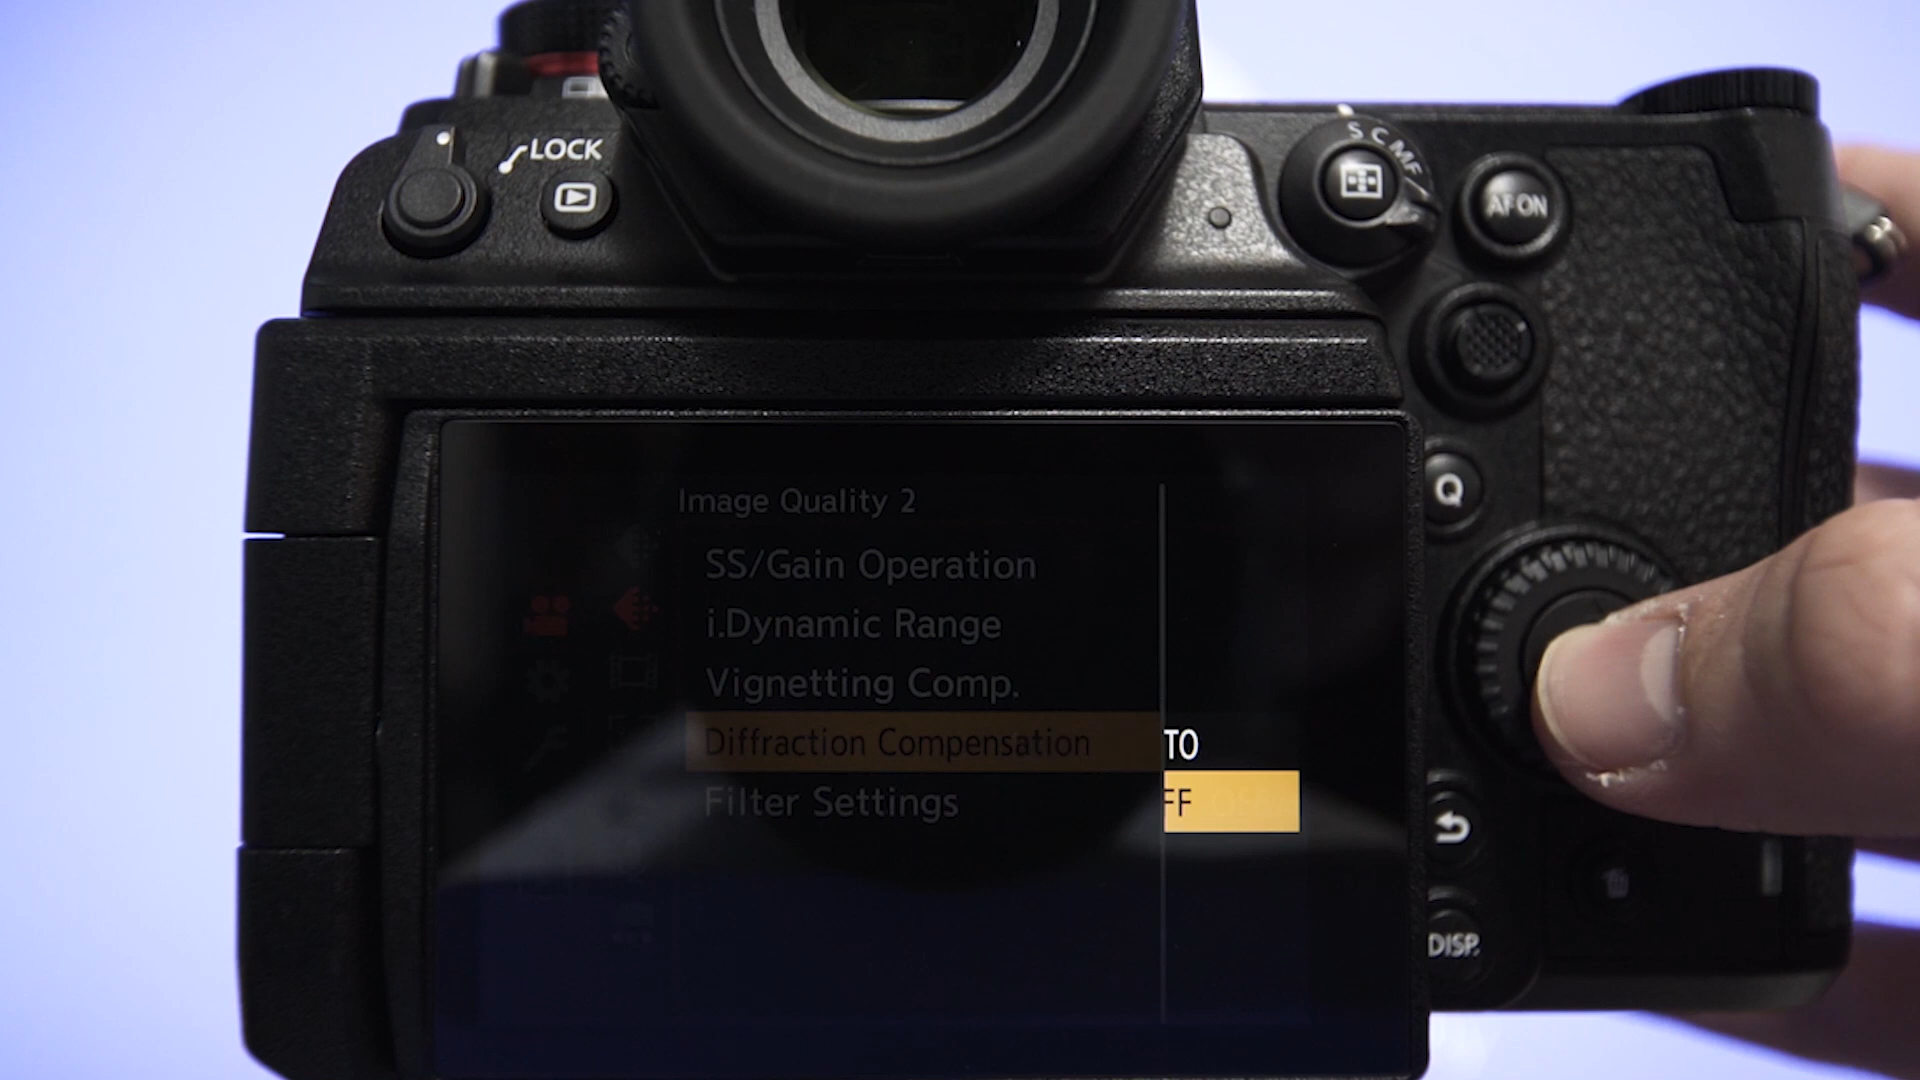 LOCK
S C MF
AF ON
Q
Image Quality 2
SS/Gain Operation
i.Dynamic Range
Vignetting Comp.
Diffraction Compensation
TO
Filter Settings
FF
DISP.